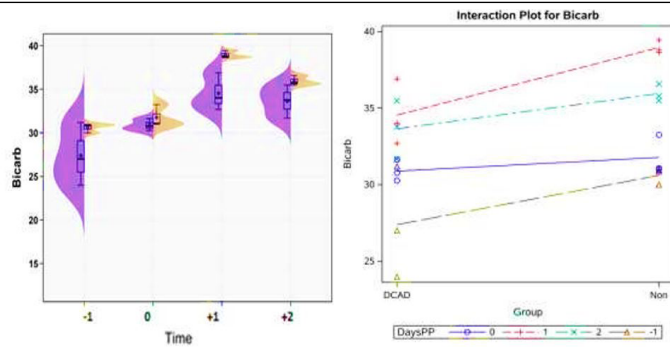 Interaction Plot for Bicarb
Bicarb
40
35
30
25
20
15
-1
0
+1
+2
Time
Bicarb
40
35
30
25
DCAD
Non
Group
DaysPP
0
1
2
-1